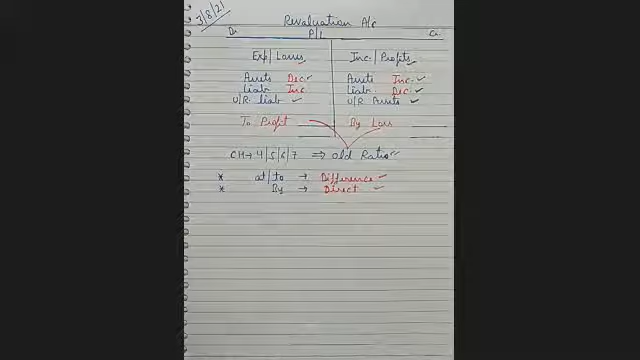 3/8/21
Revaluation A/c
Dr. P/L Cr.
Exp/Losses Inc./Profits
Assets Dec. Assets Inc.
Liab. Inc. Liab. Dec.
U/R. Liab U/R Assets
To Profit By Loss
CH→ 4/5/6/7 ⇒ Old Ratio
* at/to → Difference
* By → Direct